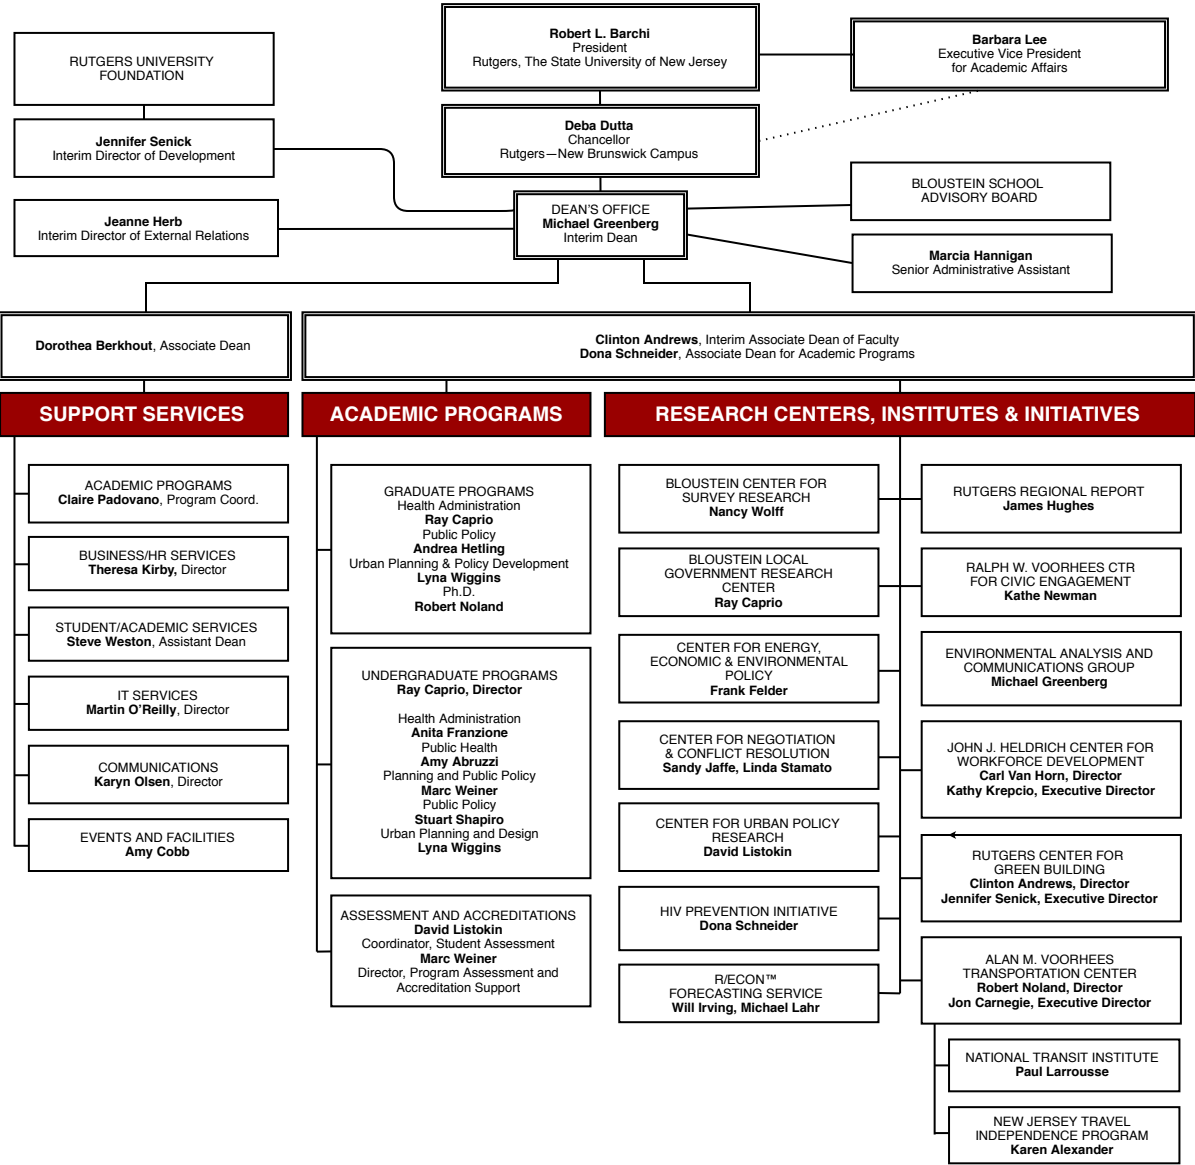 RUTGERS UNIVERSITY
FOUNDATION
Robert L. Barchi
President
Rutgers, The State University of New Jersey
Barbara Lee
Executive Vice President
for Academic Affairs
Jennifer Senick
Interim Director of Development
Deba Dutta
Chancellor
Rutgers—New Brunswick Campus
BLOUSTEIN SCHOOL
ADVISORY BOARD
Jeanne Herb
Interim Director of External Relations
DEAN'S OFFICE
Michael Greenberg
Interim Dean
Marcia Hannigan
Senior Administrative Assistant
Dorothea Berkhout, Associate Dean
Clinton Andrews, Interim Associate Dean of Faculty
Dona Schneider, Associate Dean for Academic Programs
SUPPORT SERVICES
ACADEMIC PROGRAMS
Claire Padovano, Program Coord.
BUSINESS/HR SERVICES
Theresa Kirby, Director
STUDENT/ACADEMIC SERVICES
Steve Weston, Assistant Dean
IT SERVICES
Martin O'Reilly, Director
COMMUNICATIONS
Karyn Olsen, Director
EVENTS AND FACILITIES
Amy Cobb
ACADEMIC PROGRAMS
GRADUATE PROGRAMS
Health Administration
Ray Caprio
Public Policy
Andrea Hetling
Urban Planning & Policy Development
Lyna Wiggins
Ph.D.
Robert Noland
UNDERGRADUATE PROGRAMS
Ray Caprio, Director
Health Administration
Anita Franzione
Public Health
Amy Abruzzi
Planning and Public Policy
Marc Weiner
Public Policy
Stuart Shapiro
Urban Planning and Design
Lyna Wiggins
ASSESSMENT AND ACCREDITATIONS
David Listokin
Coordinator, Student Assessment
Marc Weiner
Director, Program Assessment and
Accreditation Support
RESEARCH CENTERS, INSTITUTES & INITIATIVES
BLOUSTEIN CENTER FOR
SURVEY RESEARCH
Nancy Wolff
BLOUSTEIN LOCAL
GOVERNMENT RESEARCH
CENTER
Ray Caprio
CENTER FOR ENERGY,
ECONOMIC & ENVIRONMENTAL
POLICY
Frank Felder
CENTER FOR NEGOTIATION
& CONFLICT RESOLUTION
Sandy Jaffe, Linda Stamato
CENTER FOR URBAN POLICY
RESEARCH
David Listokin
HIV PREVENTION INITIATIVE
Dona Schneider
R/ECON™
FORECASTING SERVICE
Will Irving, Michael Lahr
RUTGERS REGIONAL REPORT
James Hughes
RALPH W. VOORHEES CTR
FOR CIVIC ENGAGEMENT
Kathe Newman
ENVIRONMENTAL ANALYSIS AND
COMMUNICATIONS GROUP
Michael Greenberg
JOHN J. HELDRICH CENTER FOR
WORKFORCE DEVELOPMENT
Carl Van Horn, Director
Kathy Krepcio, Executive Director
RUTGERS CENTER FOR
GREEN BUILDING
Clinton Andrews, Director
Jennifer Senick, Executive Director
ALAN M. VOORHEES
TRANSPORTATION CENTER
Robert Noland, Director
Jon Carnegie, Executive Director
NATIONAL TRANSIT INSTITUTE
Paul Larrousse
NEW JERSEY TRAVEL
INDEPENDENCE PROGRAM
Karen Alexander